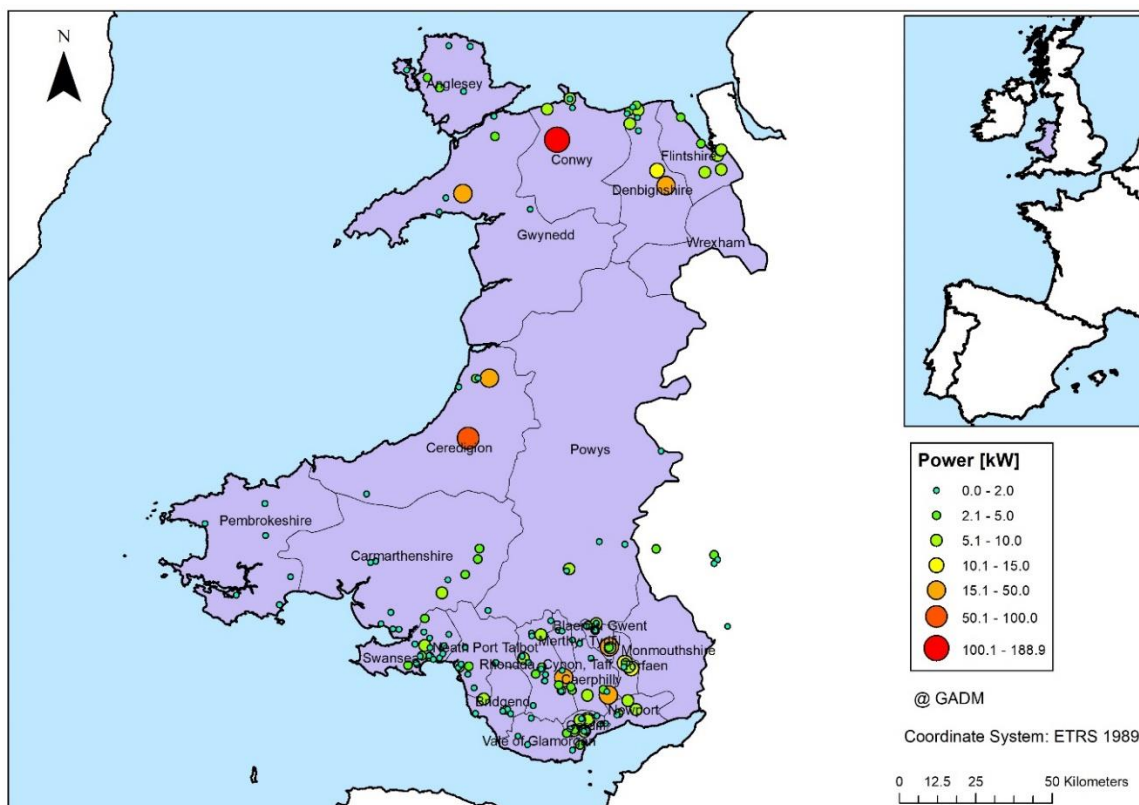 N
Anglesey
Conwy
Flintshire
Denbighshire
Gwynedd
Wrexham
Ceredigion
Powys
Pembrokeshire
Carmarthenshire
Blaenau Gwent
Merthyr Tydfil
Monmouthshire
Neath Port Talbot
Swansea
Rhondda, Cynon, Taff
Torfaen
Caerphilly
Bridgend
Newport
Cardiff
Vale of Glamorgan
Power [kW]
0.0 - 2.0
2.1 - 5.0
5.1 - 10.0
10.1 - 15.0
15.1 - 50.0
50.1 - 100.0
100.1 - 188.9
@ GADM
Coordinate System: ETRS 1989
0 12.5 25 50 Kilometers